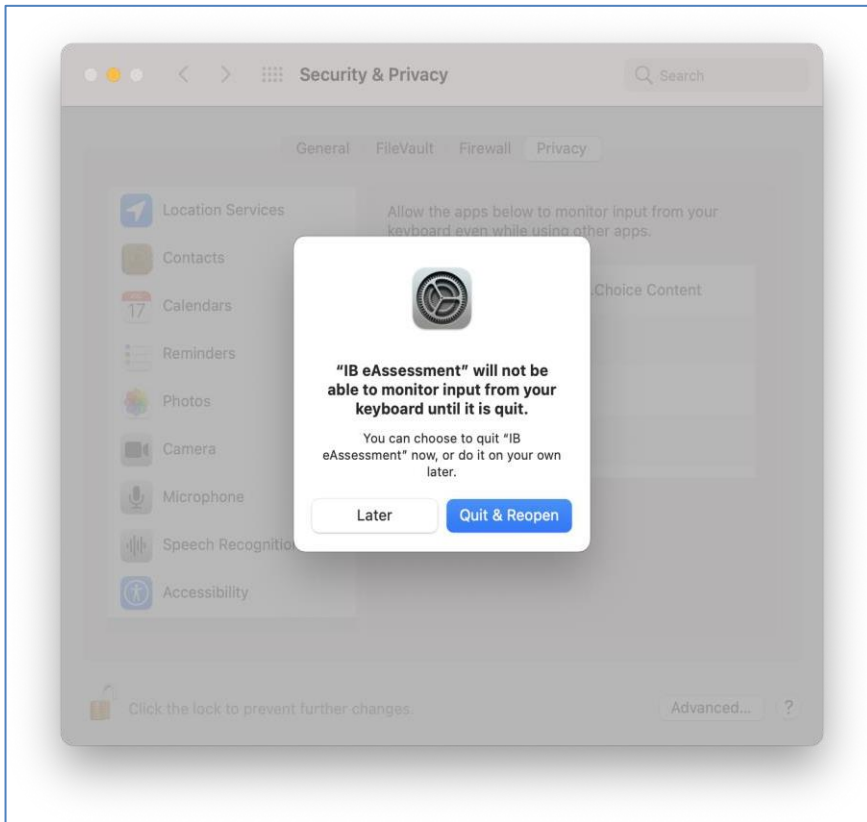 Security & Privacy
Search
General FileVault Firewall Privacy
Location Services
Contacts
17
Calendars
Reminders
Photos
Camera
Microphone
Speech Recognition
Accessibility
Allow the apps below to monitor input from your
keyboard even while using other apps.
.Choice Content
"IB eAssessment" will not be
able to monitor input from your
keyboard until it is quit.
You can choose to quit "IB
eAssessment" now, or do it on your own
later.
Later Quit & Reopen
Click the lock to prevent further changes.
Advanced... ?